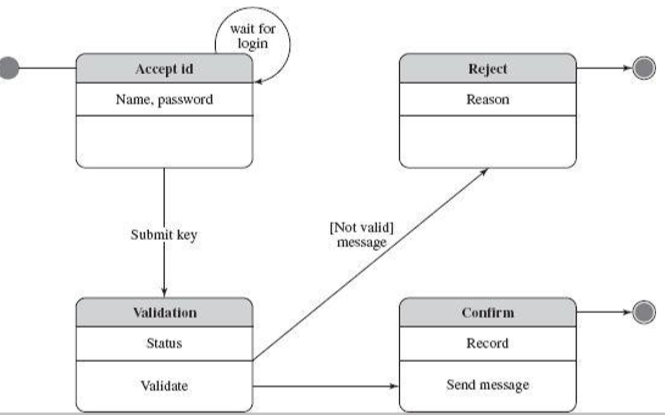 wait for
login
Accept id
Name, password
Reject
Reason
Submit key
[Not valid]
message
Validation
Status
Validate
Confirm
Record
Send message